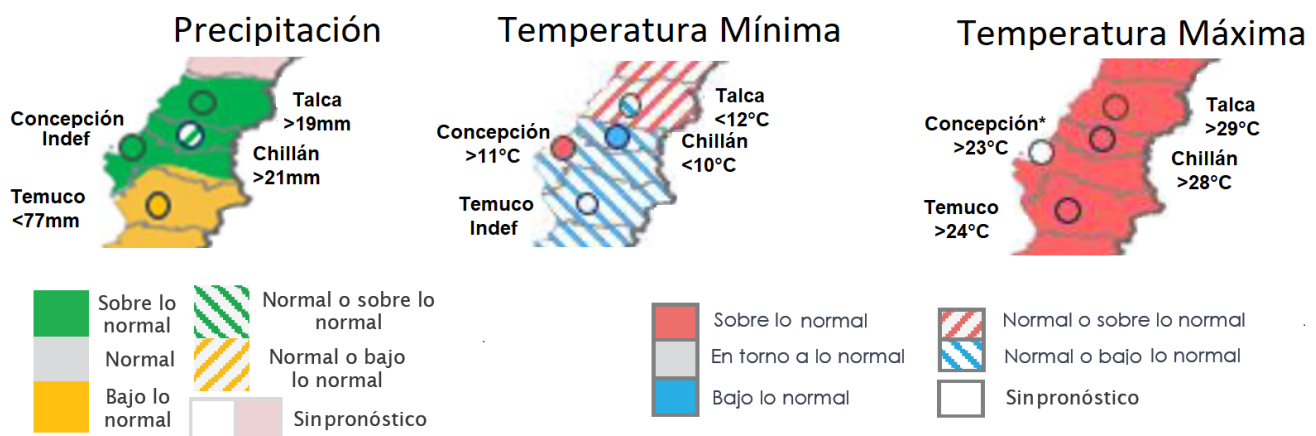 Precipitación
Temperatura Mínima
Temperatura Máxima
Concepción
Indef
Talca
>19mm
Chillán
>21mm
Temuco
<77mm
Concepción
>11°C
Talca
<12°C
Chillán
<10°C
Temuco
Indef
Concepción*
>23°C
Talca
>29°C
Chillán
>28°C
Temuco
>24°C
Sobre lo
normal
Normal
Bajo lo
normal
Normal o sobre lo
normal
Normal o bajo
lo normal
Sin pronóstico
Sobre lo normal
En torno a lo normal
Bajo lo normal
Normal o sobre lo normal
Normal o bajo lo normal
Sin pronóstico